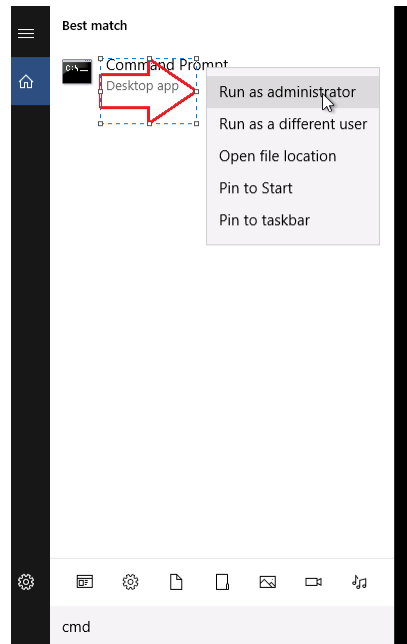 Best match
C:\_
Command Prompt
Desktop app
Run as administrator
Run as a different user
Open file location
Pin to Start
Pin to taskbar
cmd